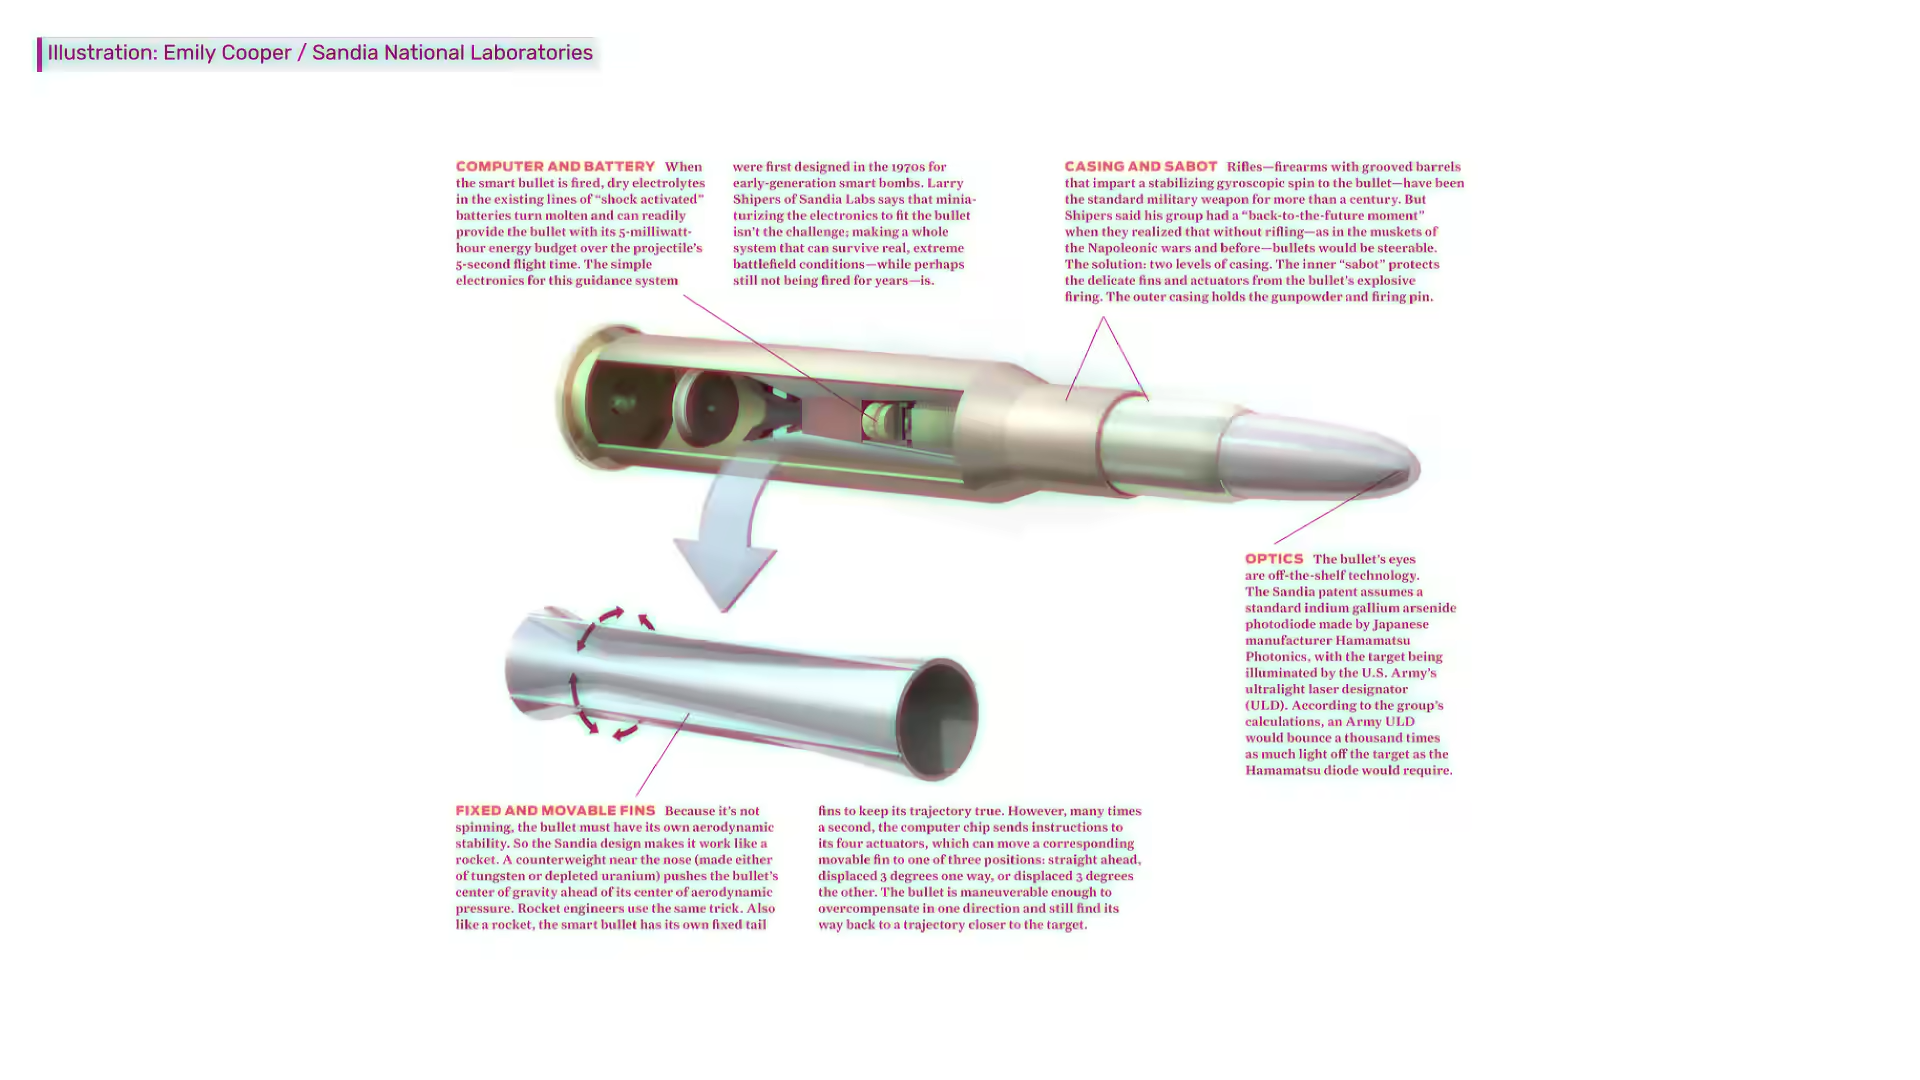 Illustration: Emily Cooper / Sandia National Laboratories
COMPUTER AND BATTERY When
the smart bullet is fired, dry electrolytes
in the existing lines of “shock activated”
batteries turn molten and can readily
provide the bullet with its 5-milliwatt-
hour energy budget over the projectile’s
5-second flight time. The simple
electronics for this guidance system
were first designed in the 1970s for
early-generation smart bombs. Larry
Shipers of Sandia Labs says that minia-
turizing the electronics to fit the bullet
isn’t the challenge; making a whole
system that can survive real, extreme
battlefield conditions—while perhaps
still not being fired for years—is.
CASING AND SABOT Rifles—firearms with grooved barrels
that impart a stabilizing gyroscopic spin to the bullet—have been
the standard military weapon for more than a century. But
Shipers said his group had a “back-to-the-future moment”
when they realized that without rifling—as in the muskets of
the Napoleonic wars and before—bullets would be steerable.
The solution: two levels of casing. The inner “sabot” protects
the delicate fins and actuators from the bullet’s explosive
firing. The outer casing holds the gunpowder and firing pin.
OPTICS The bullet’s eyes
are off-the-shelf technology.
The Sandia patent assumes a
standard indium gallium arsenide
photodiode made by Japanese
manufacturer Hamamatsu
Photonics, with the target being
illuminated by the U.S. Army’s
ultralight laser designator
(ULD). According to the group’s
calculations, an Army ULD
would bounce a thousand times
as much light off the target as the
Hamamatsu diode would require.
FIXED AND MOVABLE FINS Because it’s not
spinning, the bullet must have its own aerodynamic
stability. So the Sandia design makes it work like a
rocket. A counterweight near the nose (made either
of tungsten or depleted uranium) pushes the bullet’s
center of gravity ahead of its center of aerodynamic
pressure. Rocket engineers use the same trick. Also
like a rocket, the smart bullet has its own fixed tail
fins to keep its trajectory true. However, many times
a second, the computer chip sends instructions to
its four actuators, which can move a corresponding
movable fin to one of three positions: straight ahead,
displaced 3 degrees one way, or displaced 3 degrees
the other. The bullet is maneuverable enough to
overcompensate in one direction and still find its
way back to a trajectory closer to the target.